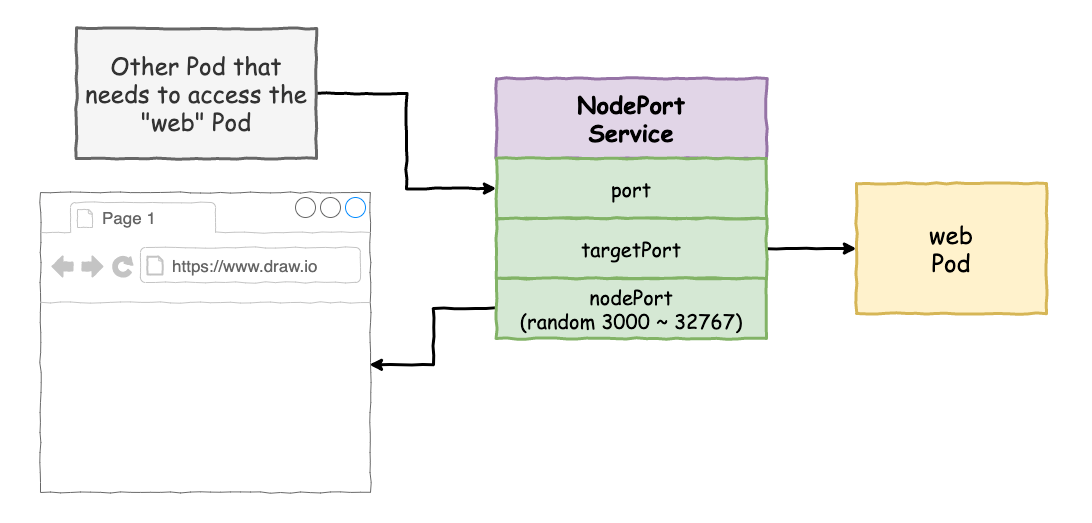 Other Pod that
needs to access the
"web" Pod
NodePort
Service
port
targetPort
nodePort
(random 3000 ~ 32767)
web
Pod
Page 1
https://www.draw.io